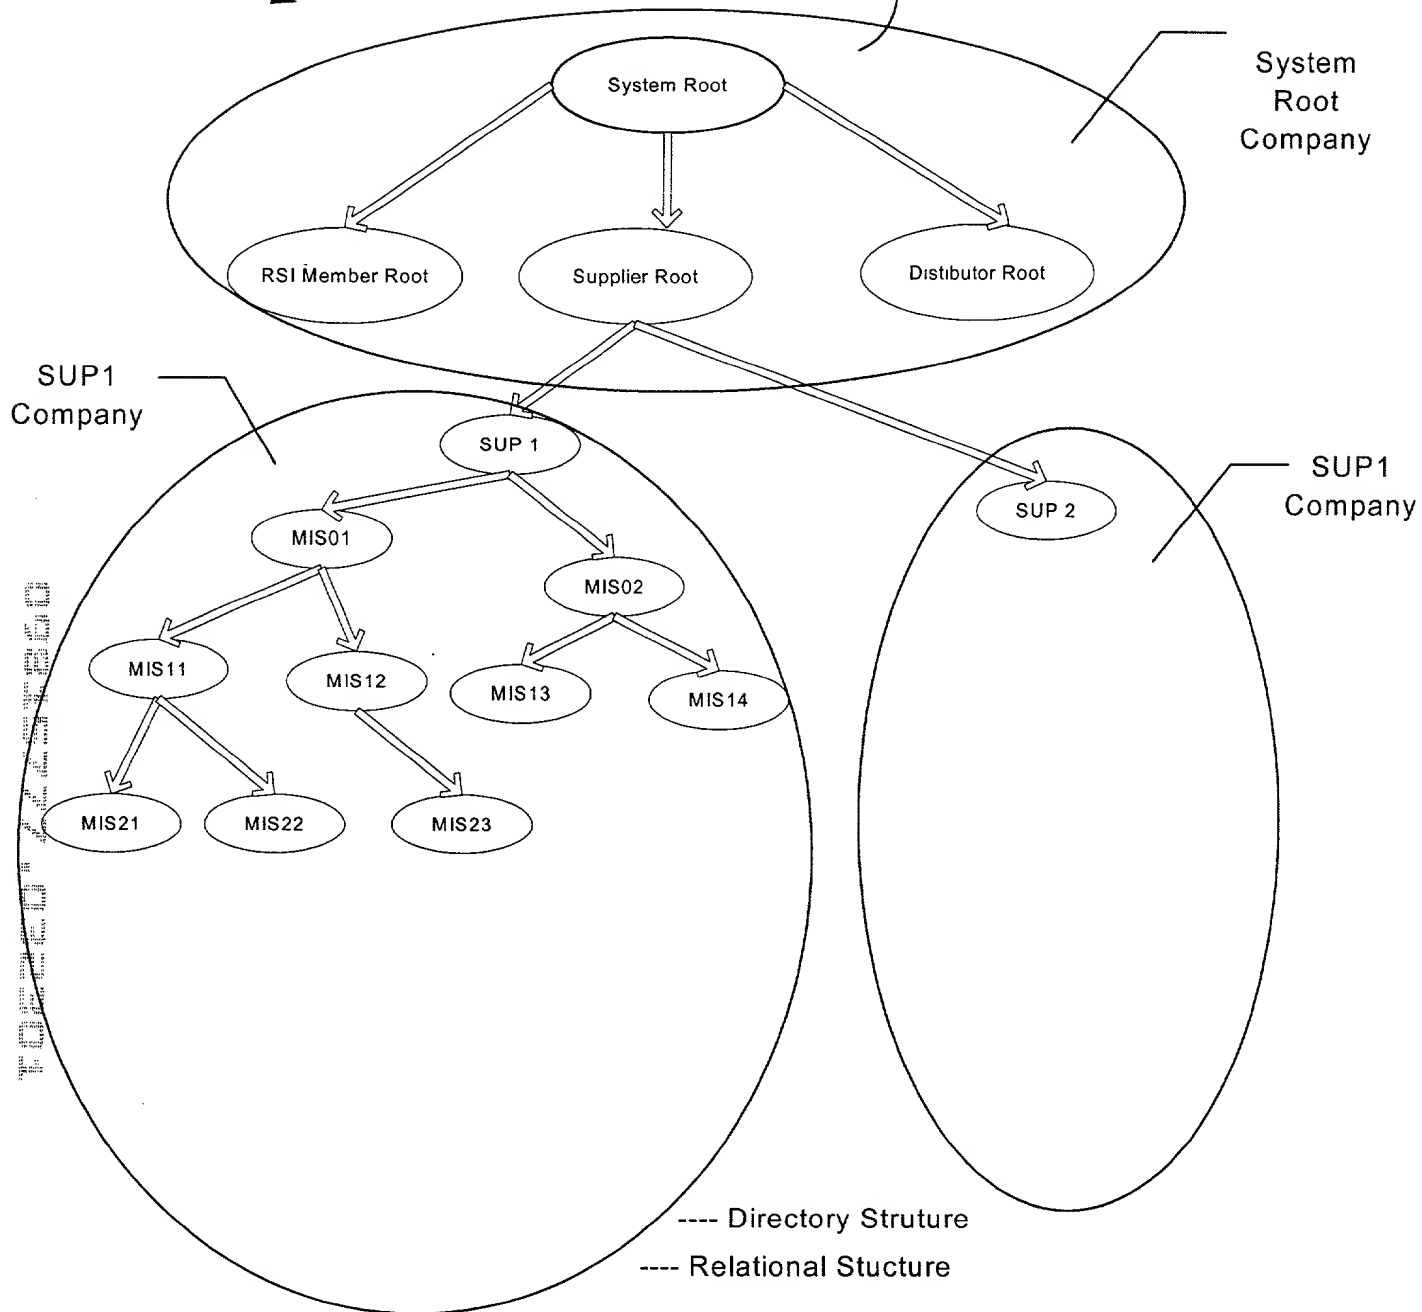 System Root
System
Root
Company
RSI Member Root
Supplier Root
Distibutor Root
SUP1
Company
SUP 1
SUP1
Company
SUP 2
MIS01
MIS02
MIS11
MIS12
MIS13
MIS14
MIS21
MIS22
MIS23
---- Directory Struture
---- Relational Stucture